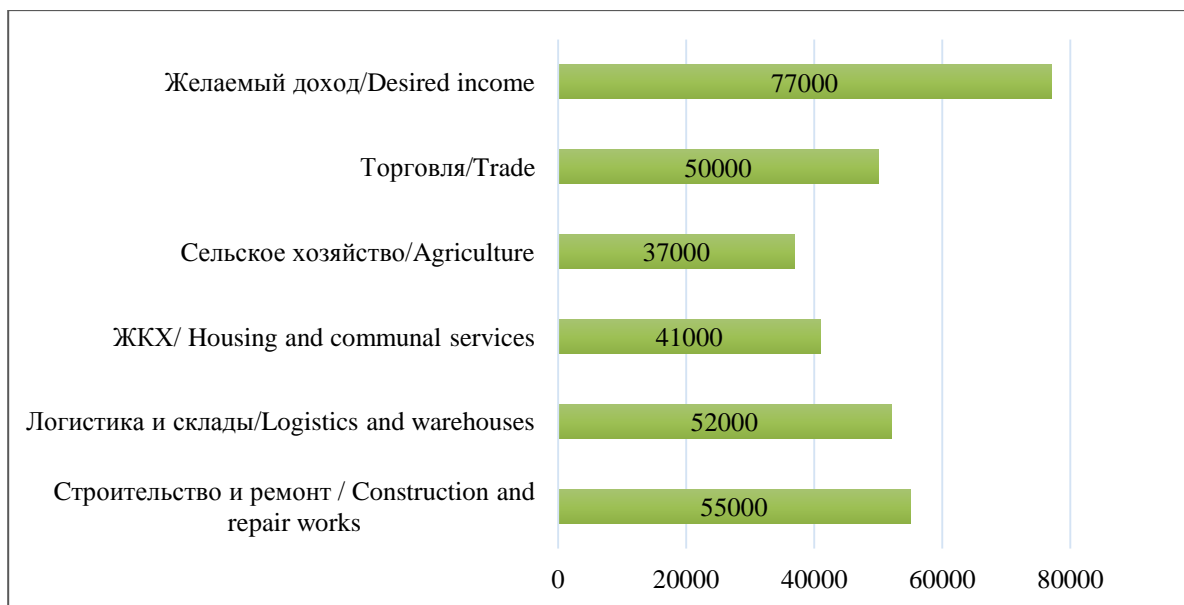 Желаемый доход/Desired income
77000
Торговля/Trade
50000
Сельское хозяйство/Agriculture
37000
ЖКХ/ Housing and communal services
41000
Логистика и склады/Logistics and warehouses
52000
Строительство и ремонт / Construction and
repair works
55000
0 20000 40000 60000 80000